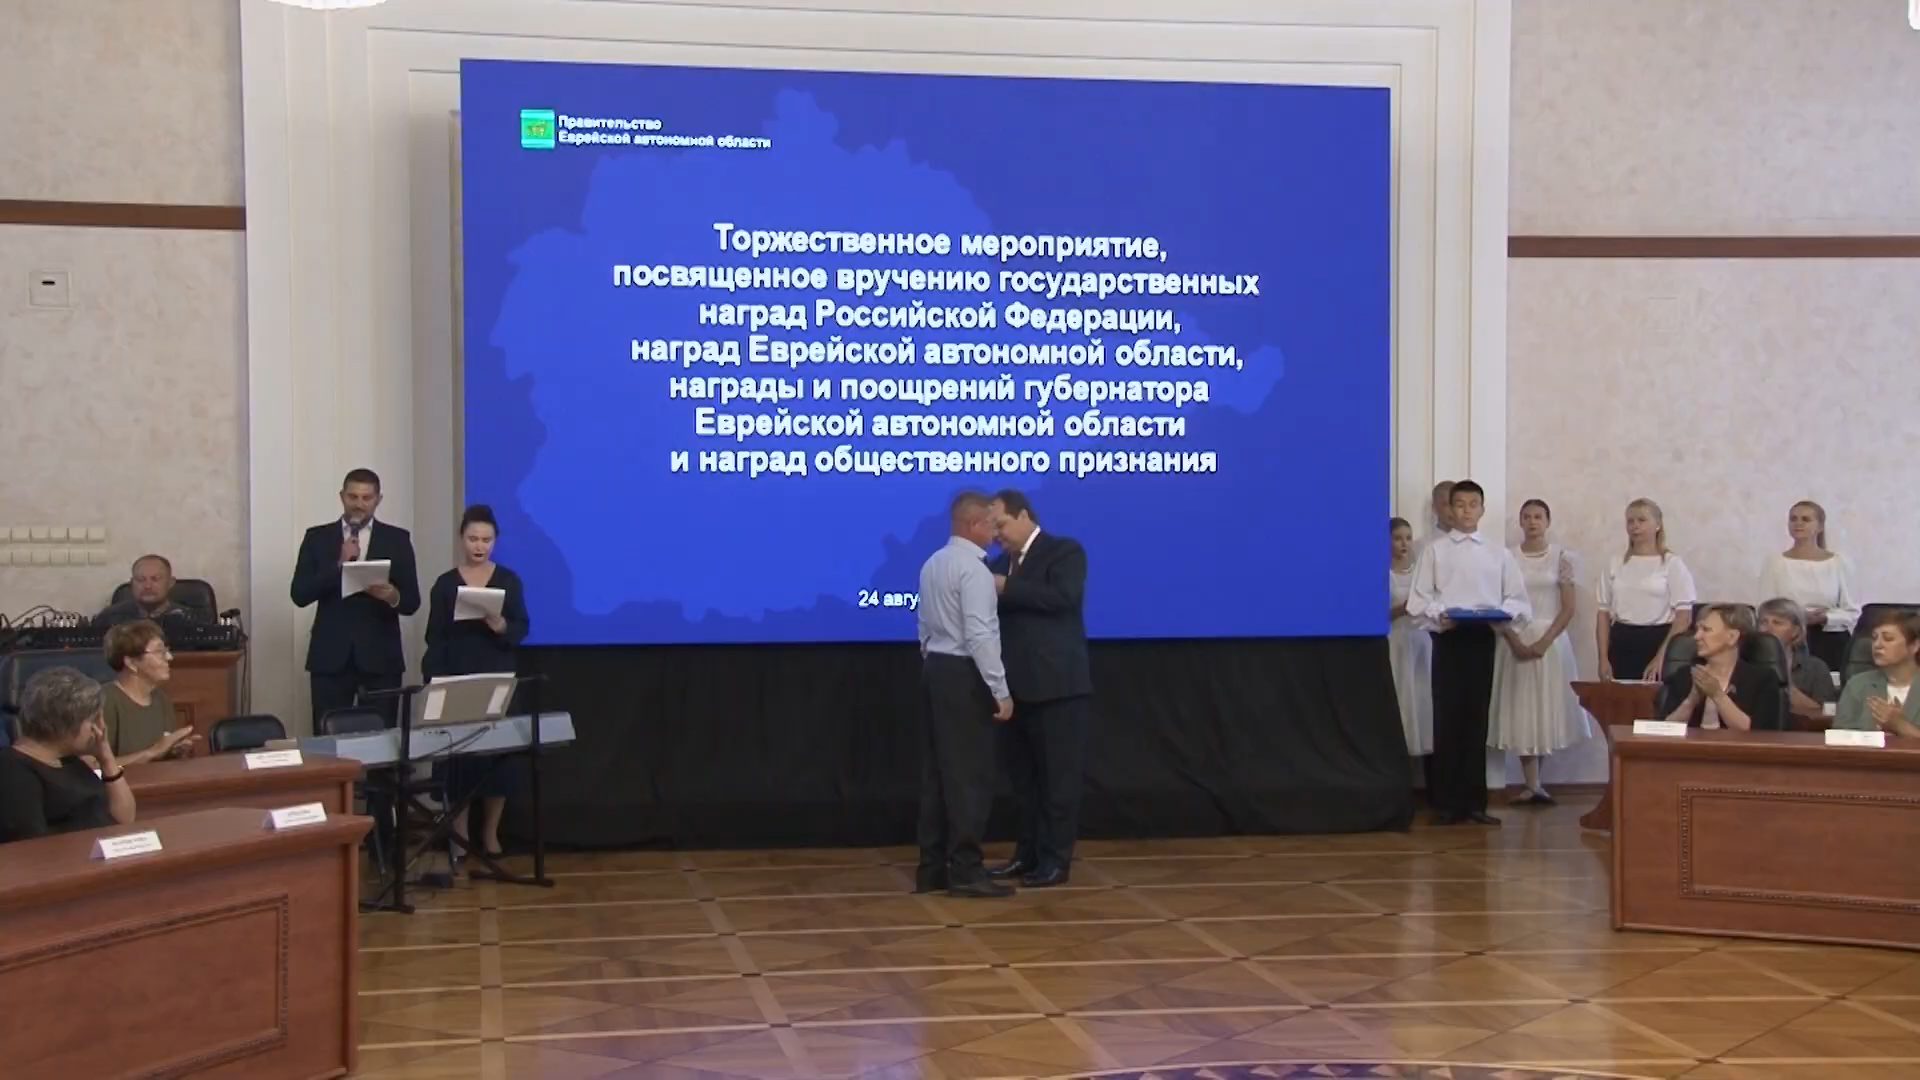 Правительство
Еврейской автономной области
Торжественное мероприятие,
посвященное вручению государственных
наград Российской Федерации,
наград Еврейской автономной области,
награды и поощрений губернатора
Еврейской автономной области
и наград общественного признания
24 авгу